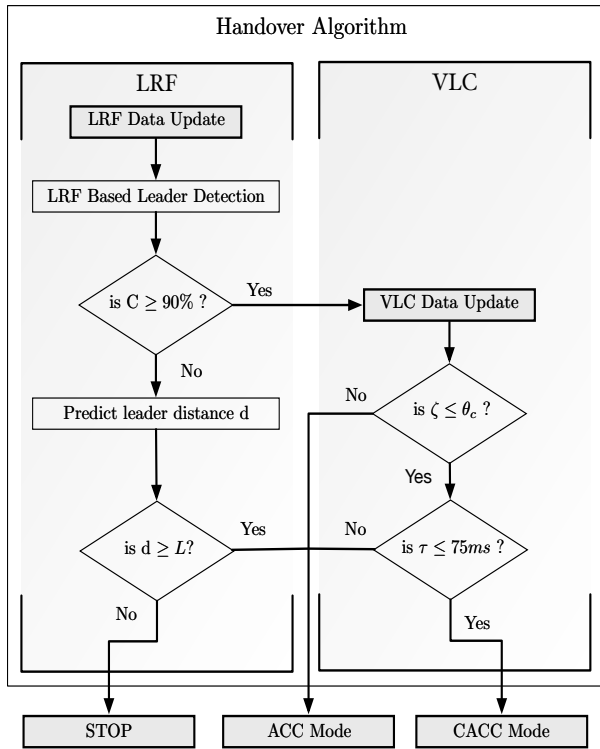 Handover Algorithm
LRF
VLC
LRF Data Update
LRF Based Leader Detection
is C ≥ 90% ?
Yes
VLC Data Update
No
Predict leader distance d
No
is ζ ≤ θc ?
Yes
is d ≥ L?
Yes
No
is τ ≤ 75ms ?
No
Yes
STOP
ACC Mode
CACC Mode